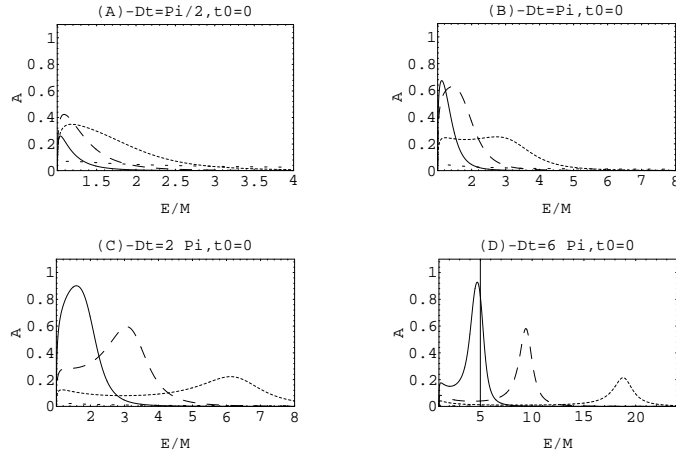 (A)-Dt=Pi/2,t0=0
A
1
0.8
0.6
0.4
0.2
0
1.5 2 2.5 3 3.5 4
E/M
(B)-Dt=Pi,t0=0
A
1
0.8
0.6
0.4
0.2
0
2 3 4 5 6 7 8
E/M
(C)-Dt=2 Pi,t0=0
A
1
0.8
0.6
0.4
0.2
0
2 3 4 5 6 7 8
E/M
(D)-Dt=6 Pi,t0=0
A
1
0.8
0.6
0.4
0.2
0
5 10 15 20
E/M